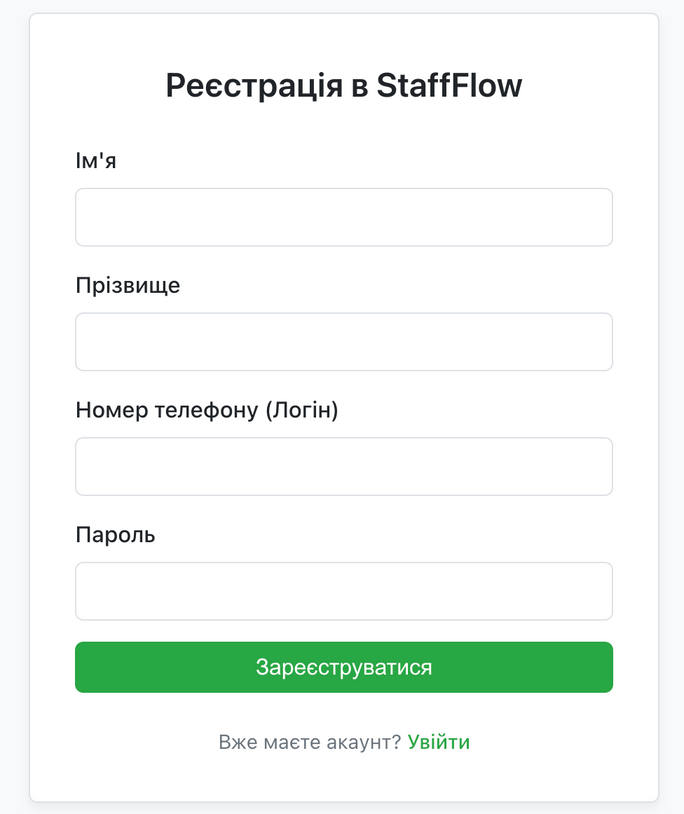 Реєстрація в StaffFlow
Ім'я
Прізвище
Номер телефону (Логін)
Пароль
Зареєструватися
Вже маєте акаунт? Увійти